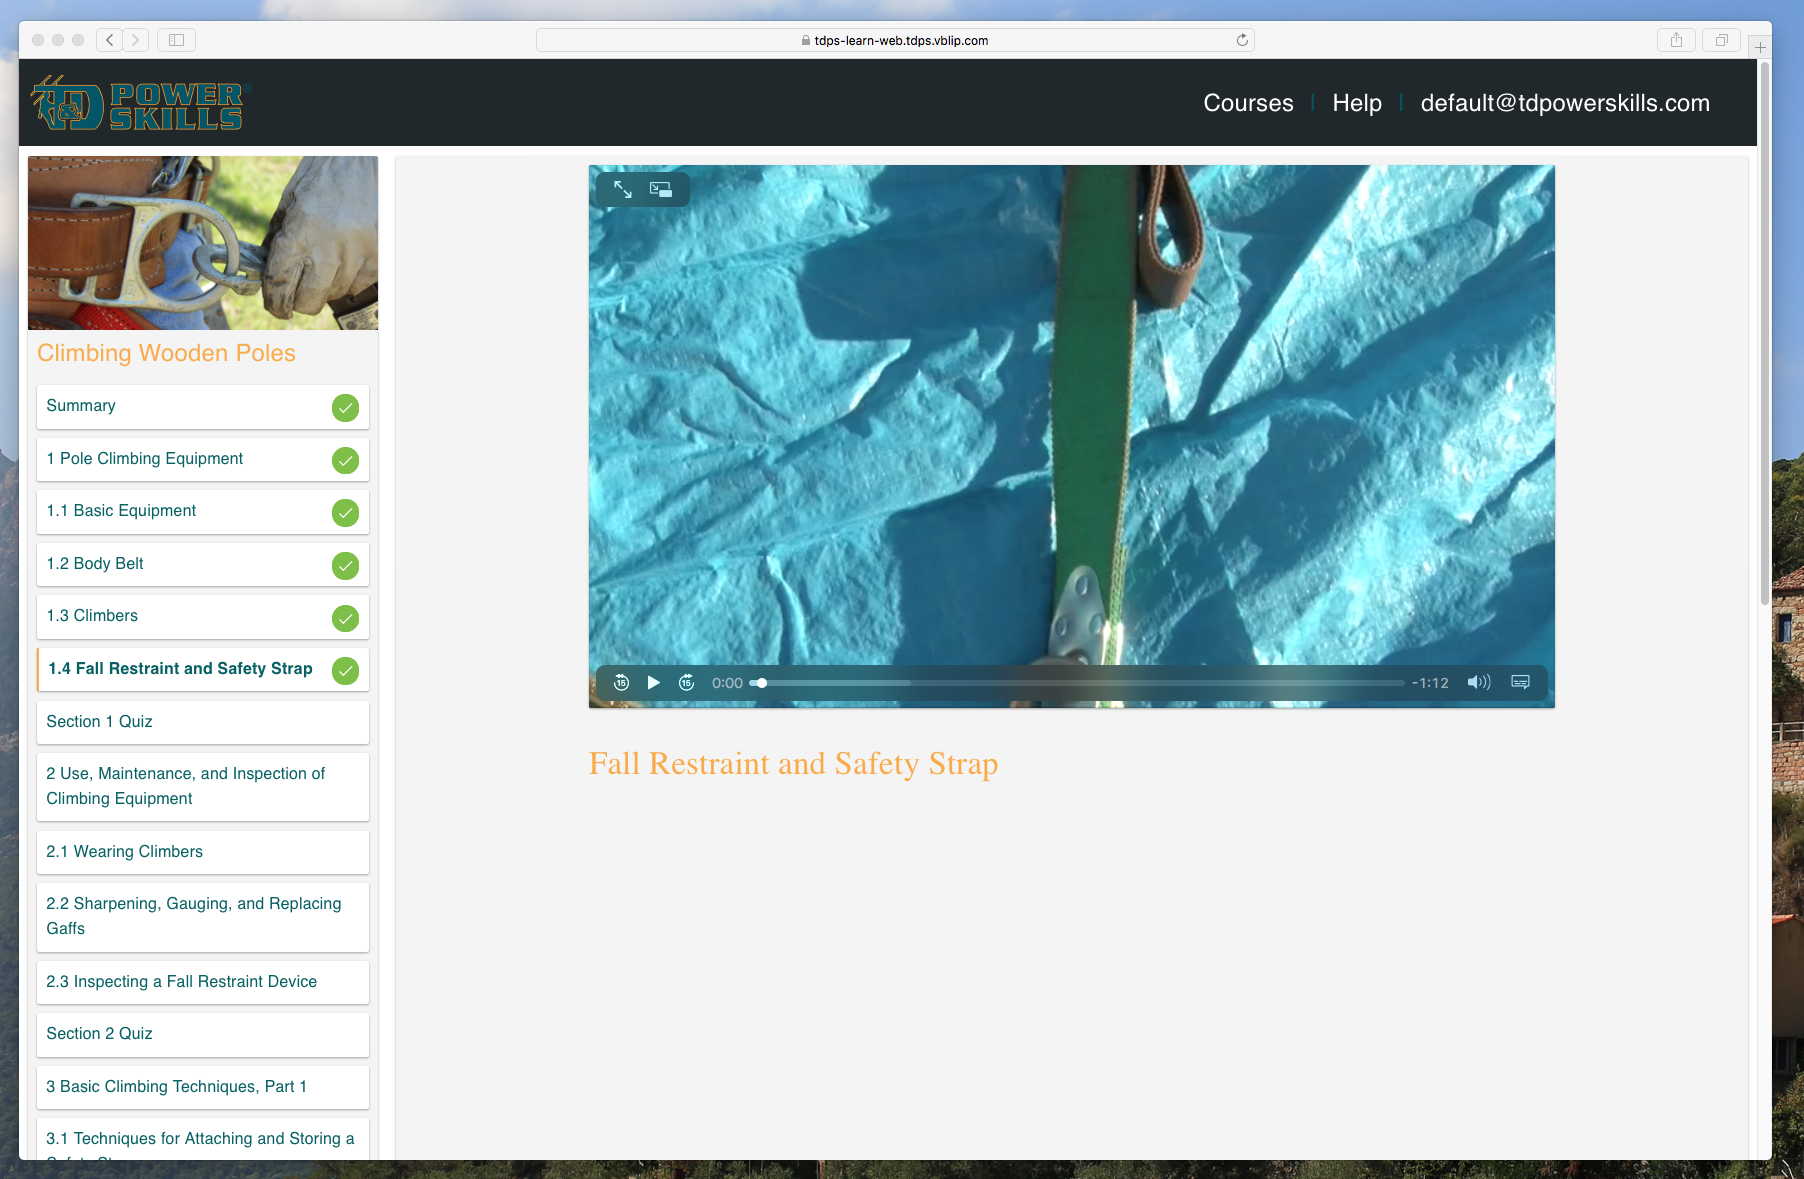 tdps-learn-web.tdps.vblip.com
T&D POWER SKILLS®
Courses | Help | default@tdpowerskills.com
Climbing Wooden Poles
Summary
1 Pole Climbing Equipment
1.1 Basic Equipment
1.2 Body Belt
1.3 Climbers
1.4 Fall Restraint and Safety Strap
Section 1 Quiz
2 Use, Maintenance, and Inspection of
Climbing Equipment
2.1 Wearing Climbers
2.2 Sharpening, Gauging, and Replacing
Gaffs
2.3 Inspecting a Fall Restraint Device
Section 2 Quiz
3 Basic Climbing Techniques, Part 1
3.1 Techniques for Attaching and Storing a
15 15 0:00 -1:12
Fall Restraint and Safety Strap